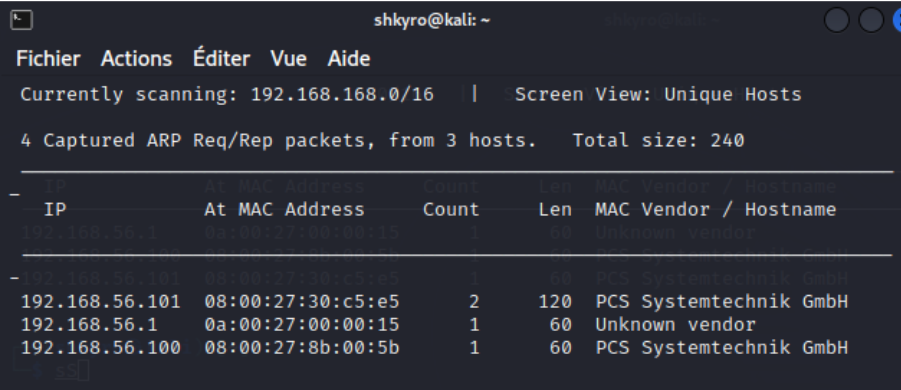 shkyro@kali: ~
Fichier Actions Éditer Vue Aide
Currently scanning: 192.168.168.0/16 | Screen View: Unique Hosts
4 Captured ARP Req/Rep packets, from 3 hosts. Total size: 240
IP At MAC Address Count Len MAC Vendor / Hostname
192.168.56.101 08:00:27:30:c5:e5 2 120 PCS Systemtechnik GmbH
192.168.56.1 0a:00:27:00:00:15 1 60 Unknown vendor
192.168.56.100 08:00:27:8b:00:5b 1 60 PCS Systemtechnik GmbH